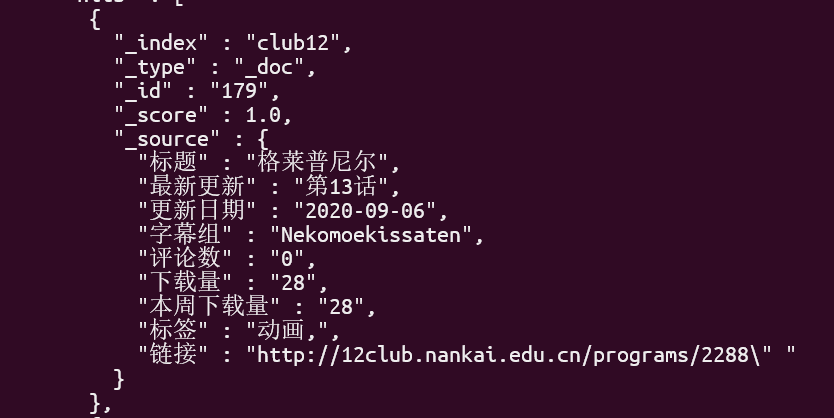 {
"_index" : "club12",
"_type" : "_doc",
"_id" : "179",
"_score" : 1.0,
"_source" : {
"标题" : "格莱普尼尔",
"最新更新" : "第13话",
"更新日期" : "2020-09-06",
"字幕组" : "Nekomoekissaten",
"评论数" : "0",
"下载量" : "28",
"本周下载量" : "28",
"标签" : "动画,",
"链接" : "http://12club.nankai.edu.cn/programs/2288\" "
}
},